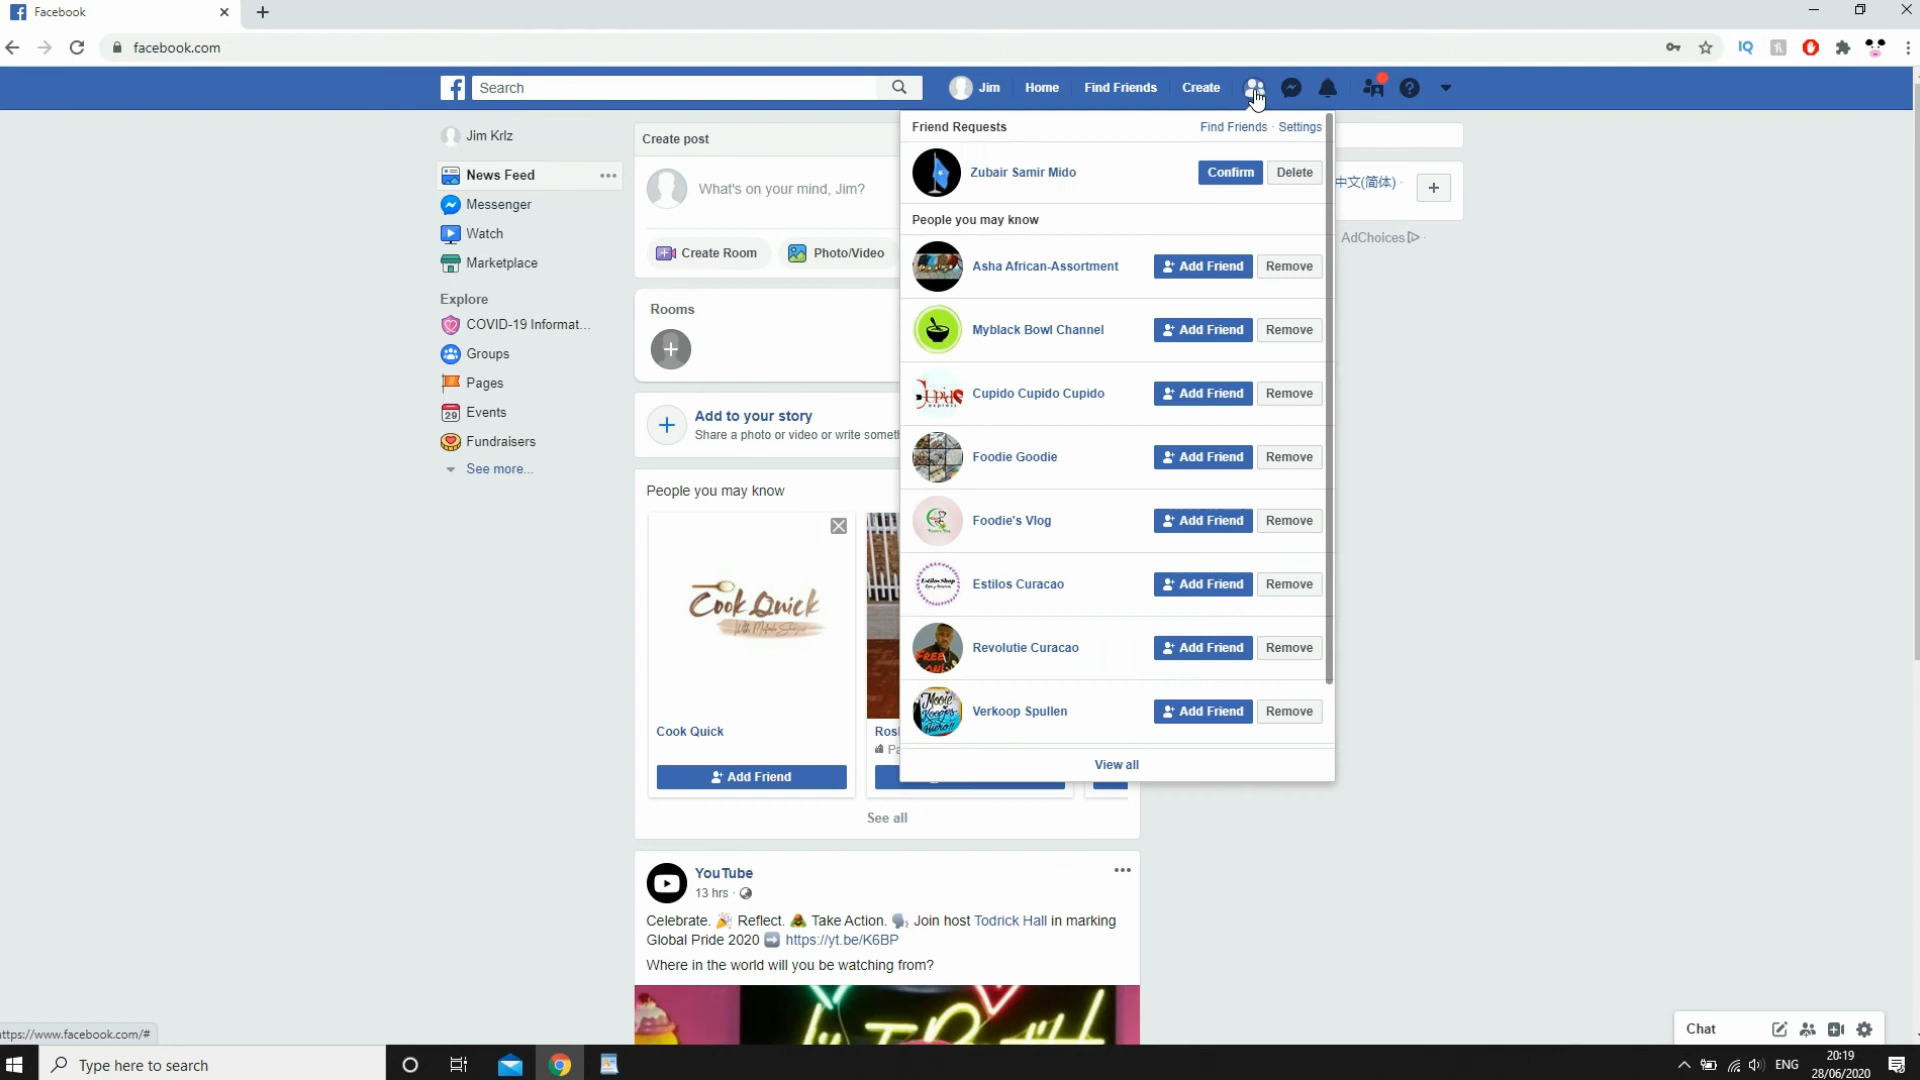 Facebook
facebook.com
IQ
Search
Jim
Home
Find Friends
Create
Jim Krlz
News Feed
Messenger
Watch
Marketplace
Explore
COVID-19 Informat...
Groups
Pages
29 Events
Fundraisers
See more...
Create post
What's on your mind, Jim?
Create Room
Photo/Video
Rooms
Add to your story
Share a photo or video or write someth
People you may know
Cook Quick
Cook Quick
Add Friend
See all
YouTube
13 hrs ·
Celebrate. 🎉 Reflect. Take Action. 🗣️ Join host Todrick Hall in marking
Global Pride 2020 ➡️ https://yt.be/K6BP
Where in the world will you be watching from?
Friend Requests
Find Friends · Settings
Zubair Samir Mido
Confirm
Delete
People you may know
Asha African-Assortment
Add Friend
Remove
Myblack Bowl Channel
Add Friend
Remove
Cupido Cupido Cupido
Add Friend
Remove
Foodie Goodie
Add Friend
Remove
Foodie's Vlog
Add Friend
Remove
Estilos Shop
Estilos Curacao
Add Friend
Remove
Revolutie Curacao
Add Friend
Remove
Verkoop Spullen
Add Friend
Remove
View all
中文(简体) ·
AdChoices ·
Chat
ttps://www.facebook.com/#
Type here to search
ENG
20:19
28/06/2020